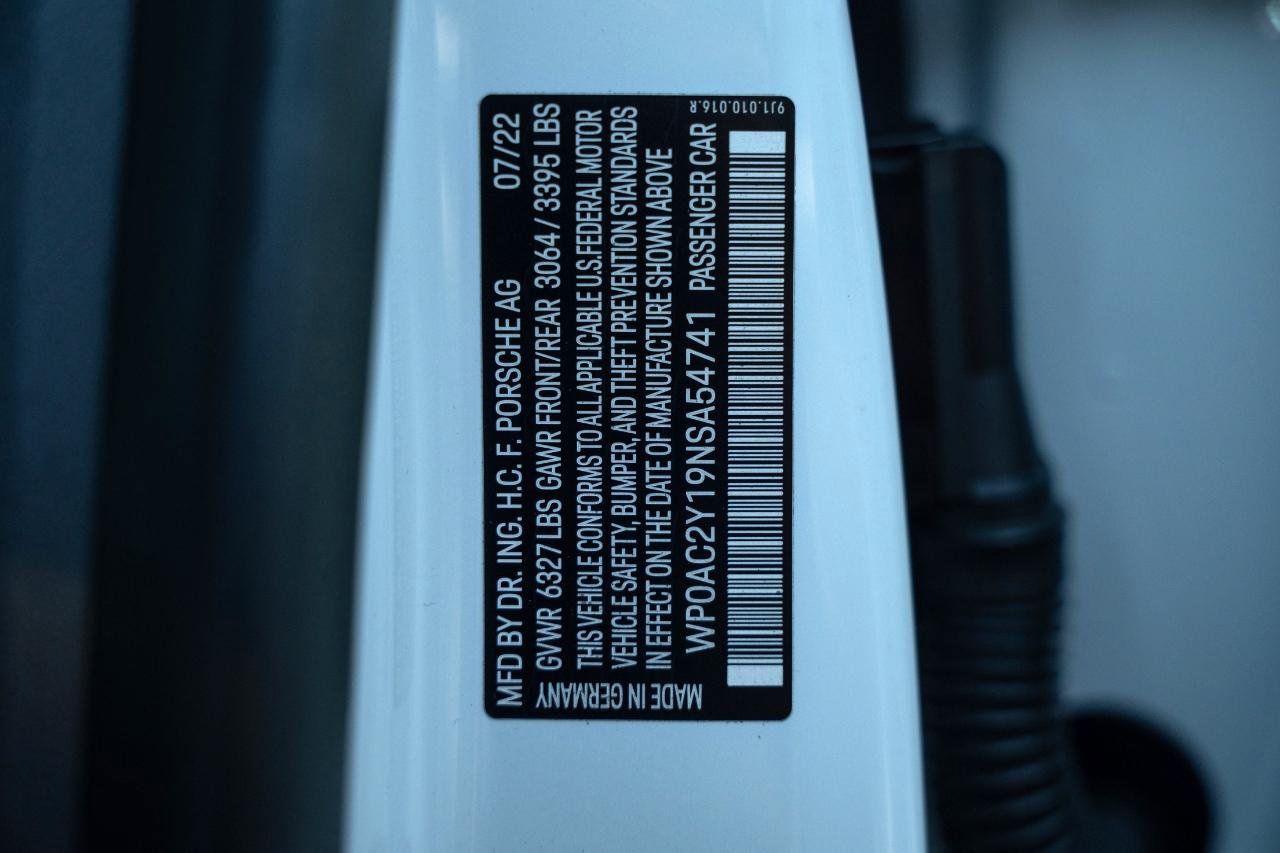 MFD BY DR. ING. H.C. F. PORSCHE AG 07/22
GVWR 6327 LBS GAWR FRONT/REAR 3064 / 3395 LBS
THIS VEHICLE CONFORMS TO ALL APPLICABLE U.S.FEDERAL MOTOR
VEHICLE SAFETY, BUMPER, AND THEFT PREVENTION STANDARDS
IN EFFECT ON THE DATE OF MANUFACTURE SHOWN ABOVE
WP0AC2Y19NSA54741 PASSENGER CAR
MADE IN GERMANY
9J1.010.016.R